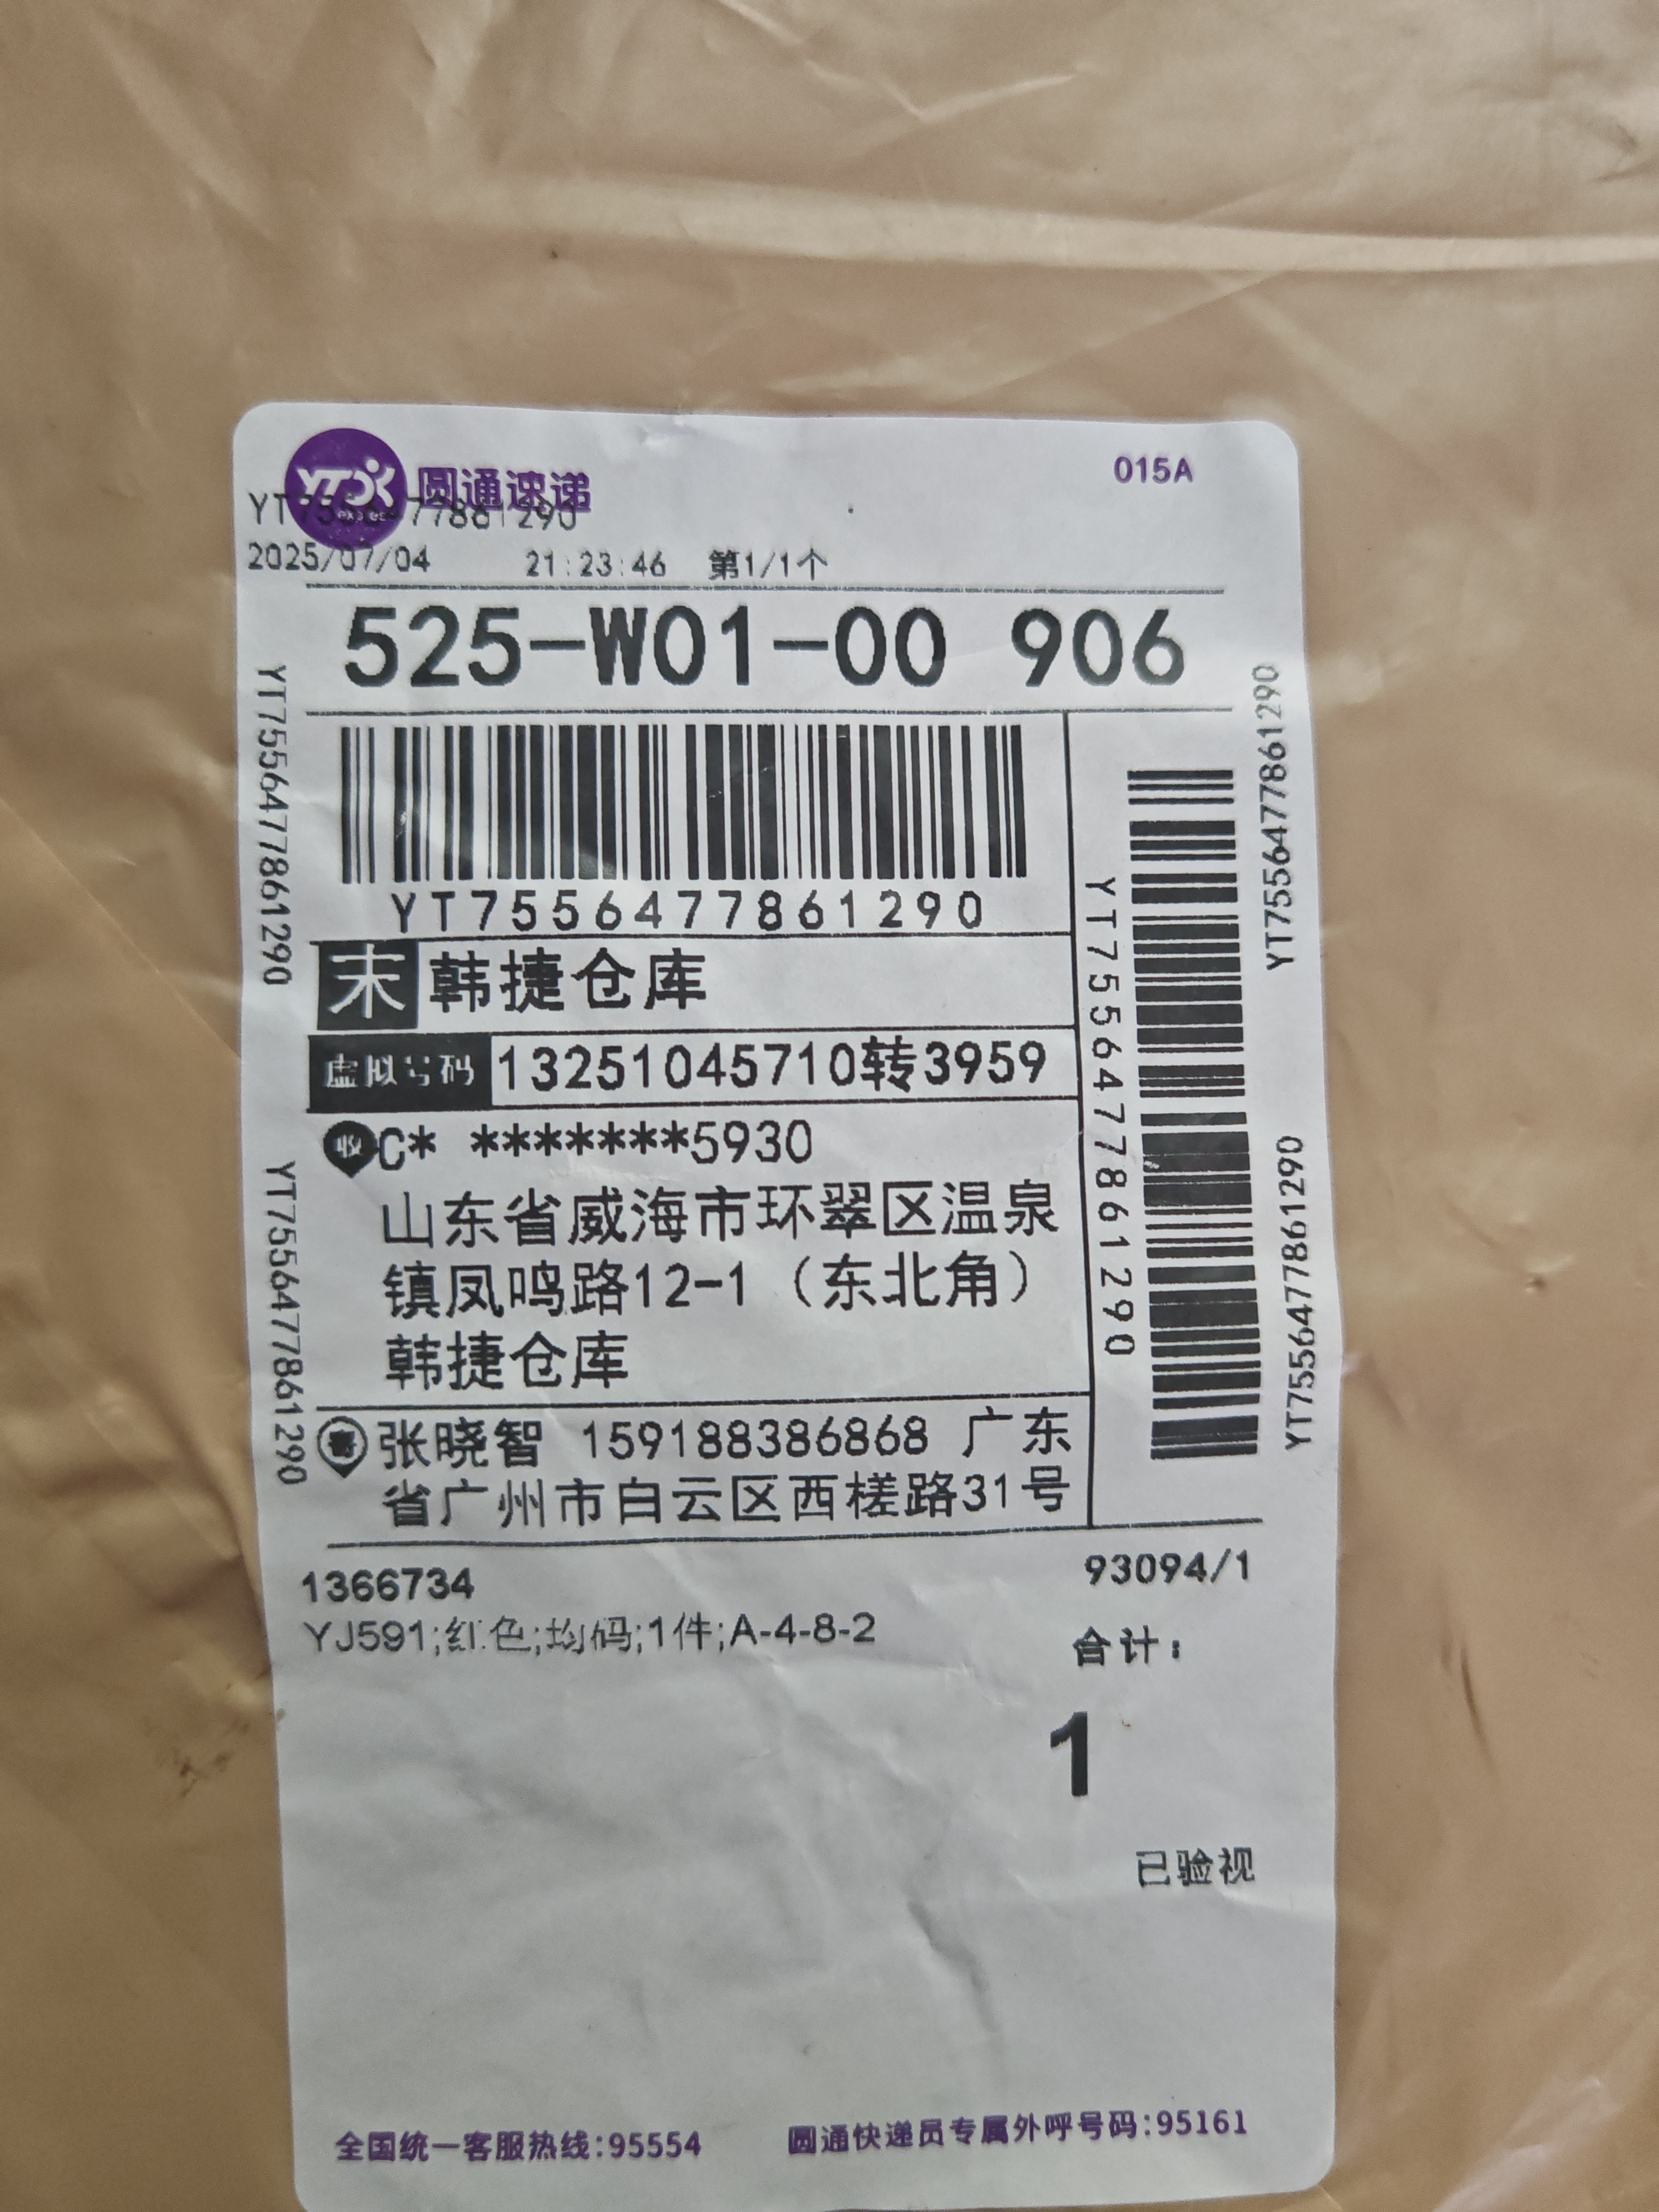 圆通速递
015A
YT7556477861290
2025/07/04 21:23:46 第1/1个
525-W01-00 906
YT7556477861290
YT7556477861290
YT7556477861290
YT7556477861290
YT7556477861290
YT7556477861290
末 韩捷仓库
虚拟号码 13251045710转3959
收 C* *******5930
山东省威海市环翠区温泉
镇凤鸣路12-1（东北角）
韩捷仓库
张晓智 159188386868 广东
省广州市白云区西槎路31号
1366734
93094/1
YJ591;红色;均码;1件;A-4-8-2
合计：
1
已验视
全国统一客服热线:95554
圆通快递员专属外呼号码:95161